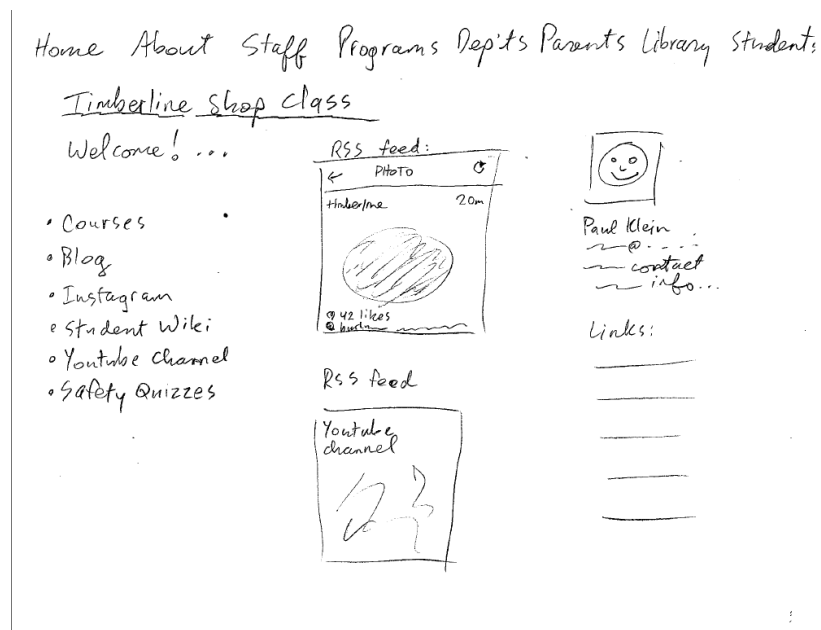 Home About Staff Programs Dep'ts Parents Library Students
Timberline Shop Class
Welcome! ...
• Courses
• Blog
• Instagram
• Student Wiki
• Youtube Channel
• Safety Quizzes
RSS feed:
← PHOTO
timberline 20m
42 likes
RSS feed
Youtube
channel
Paul Klein
@....
contact
info...
Links: